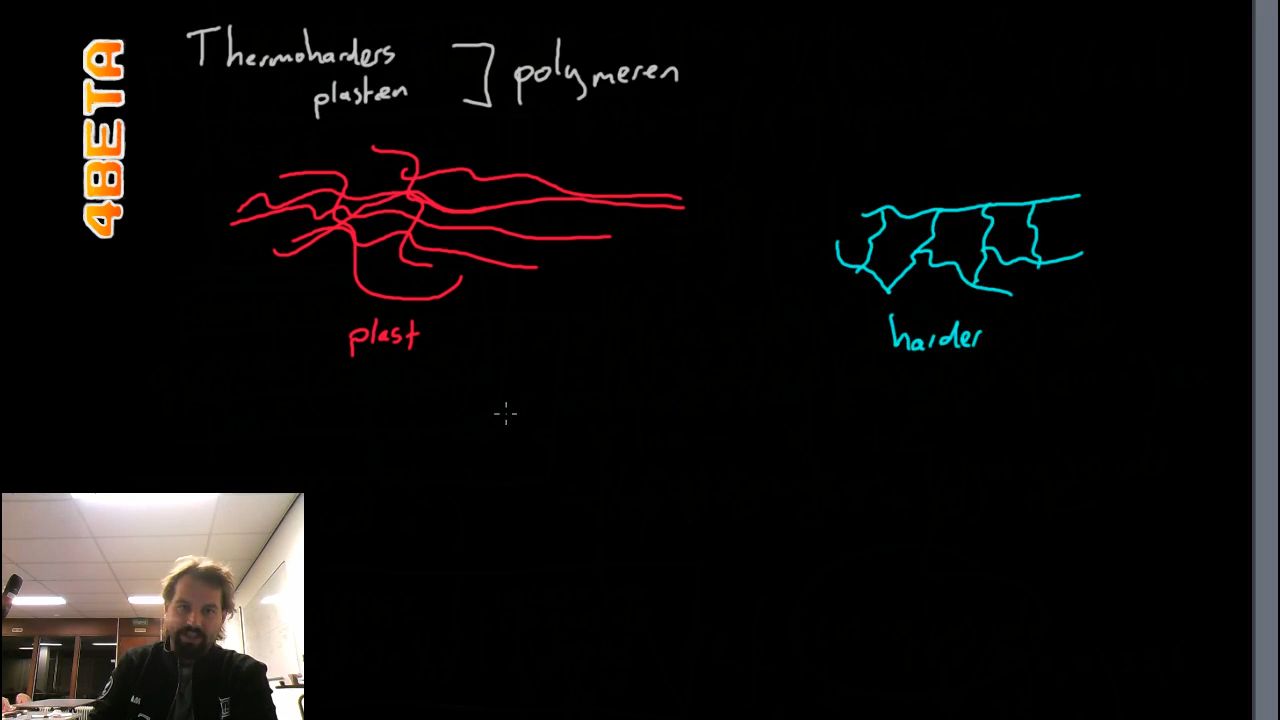 4BETA
Thermoharders
plasten
polymeren
plast
harder